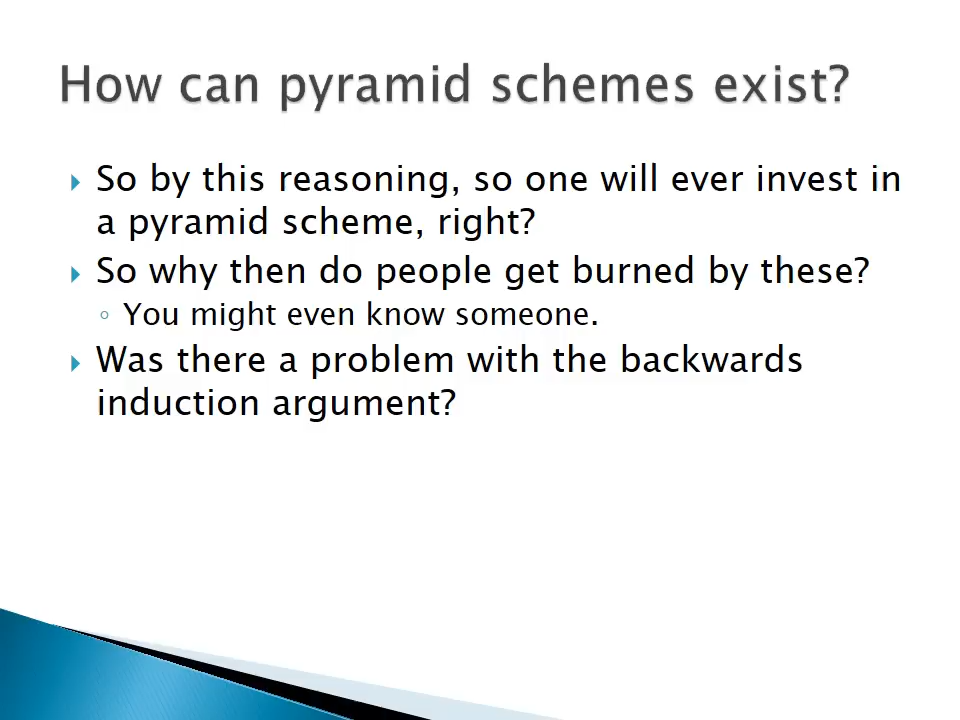 How can pyramid schemes exist?
So by this reasoning, so one will ever invest in
a pyramid scheme, right?
So why then do people get burned by these?
You might even know someone.
Was there a problem with the backwards
induction argument?